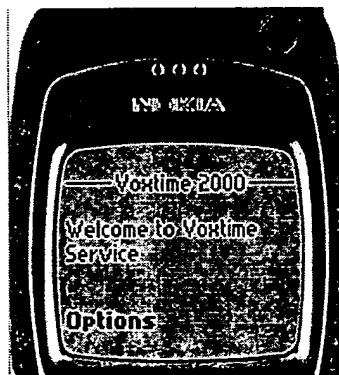 NOKIA
Voxtime 2000
Welcome to Voxtime
Service.
Options